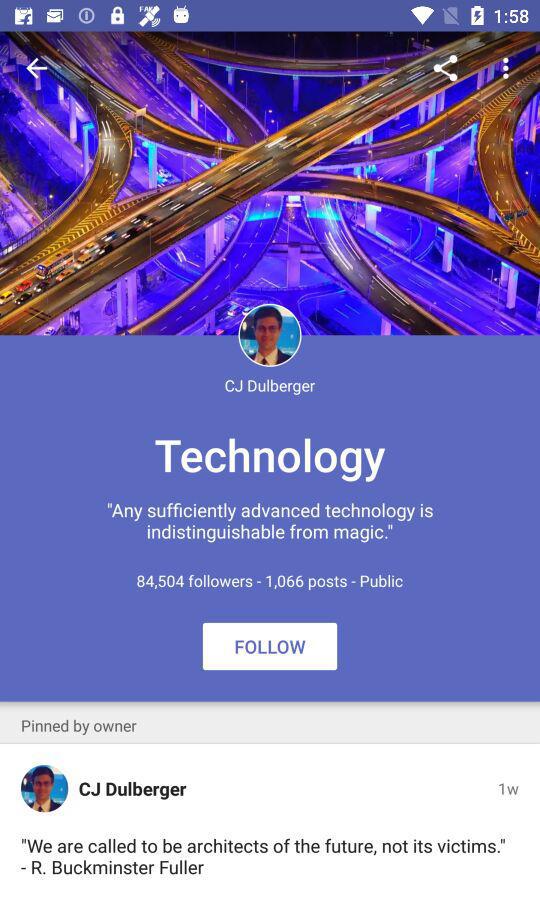 FAKE
1:58
CJ Dulberger
Technology
"Any sufficiently advanced technology is
indistinguishable from magic."
84,504 followers - 1,066 posts - Public
FOLLOW
Pinned by owner
CJ Dulberger
1w
"We are called to be architects of the future, not its victims."
- R. Buckminster Fuller